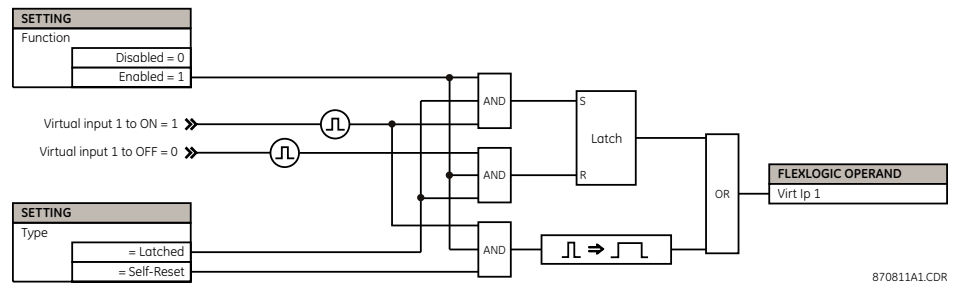 SETTING
Function
Disabled = 0
Enabled = 1
Virtual input 1 to ON = 1
Virtual input 1 to OFF = 0
SETTING
Type
= Latched
= Self-Reset
AND
AND
AND
S
Latch
R
OR
FLEXLOGIC OPERAND
Virt Ip 1
870811A1.CDR